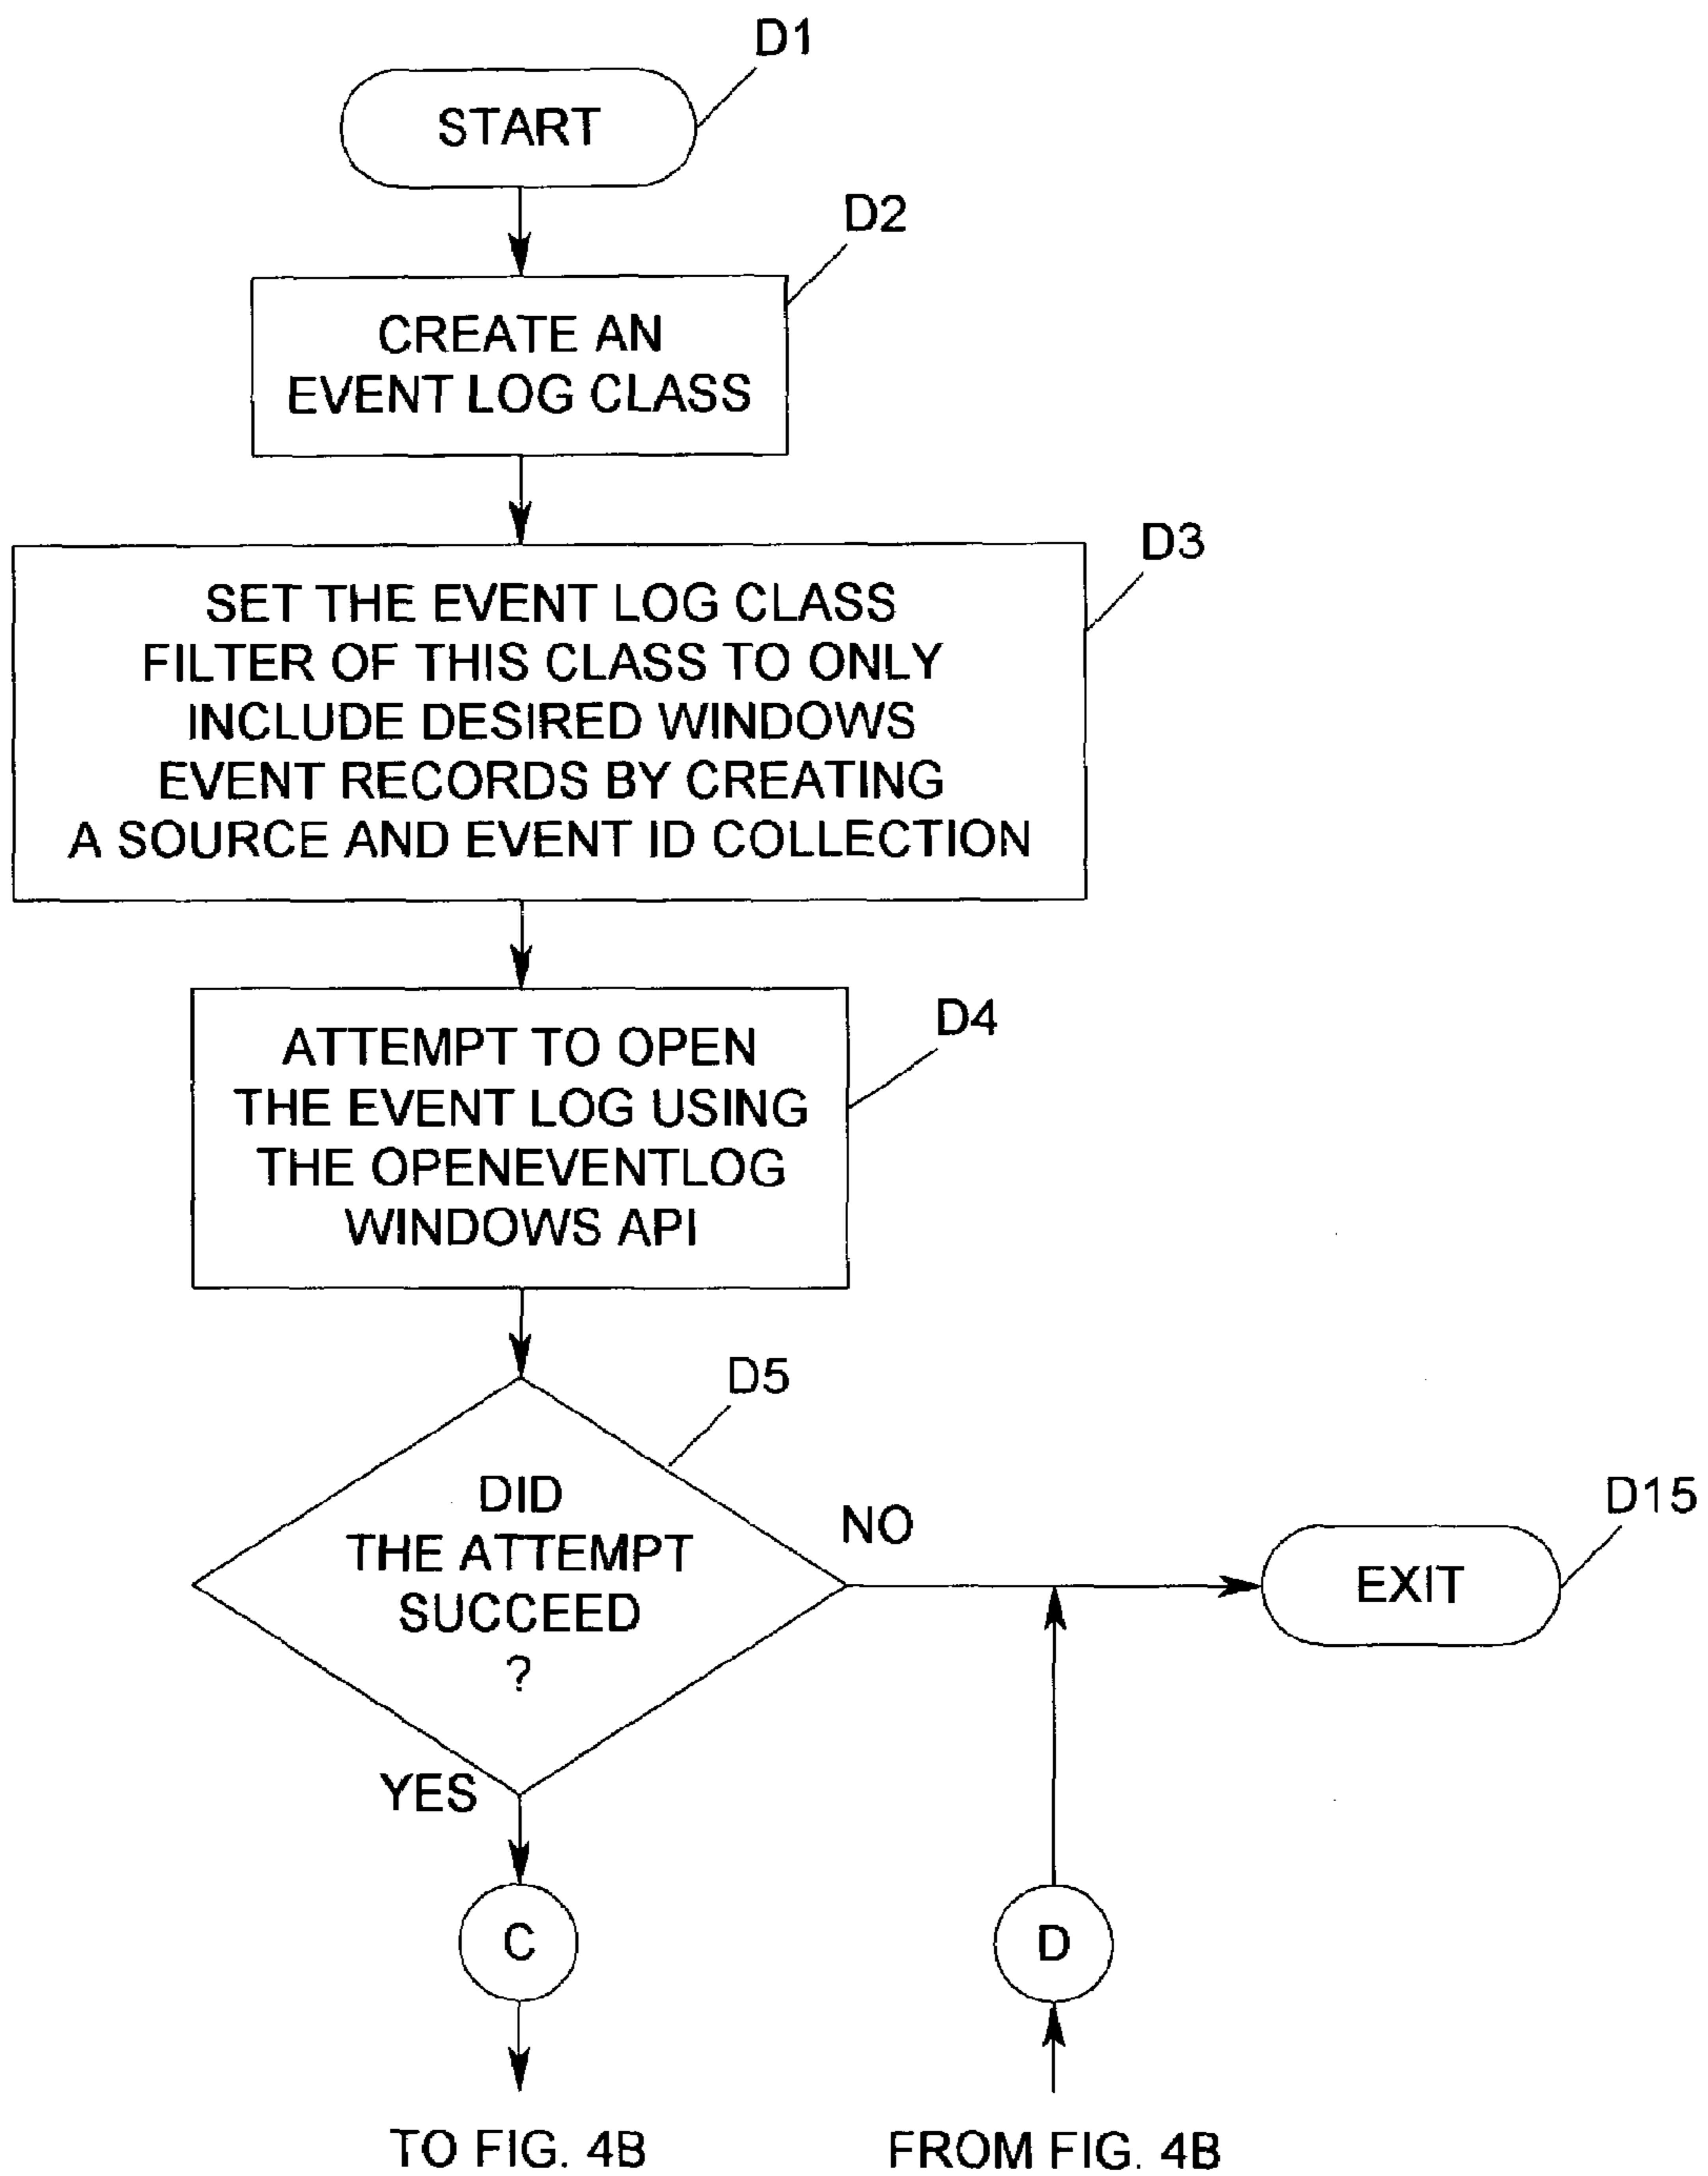 D1
START
D2
CREATE AN
EVENT LOG CLASS
D3
SET THE EVENT LOG CLASS
FILTER OF THIS CLASS TO ONLY
INCLUDE DESIRED WINDOWS
EVENT RECORDS BY CREATING
A SOURCE AND EVENT ID COLLECTION
D4
ATTEMPT TO OPEN
THE EVENT LOG USING
THE OPENEVENTLOG
WINDOWS API
D5
DID
THE ATTEMPT
SUCCEED
?
NO
D15
EXIT
YES
C
D
TO FIG. 4B
FROM FIG. 4B